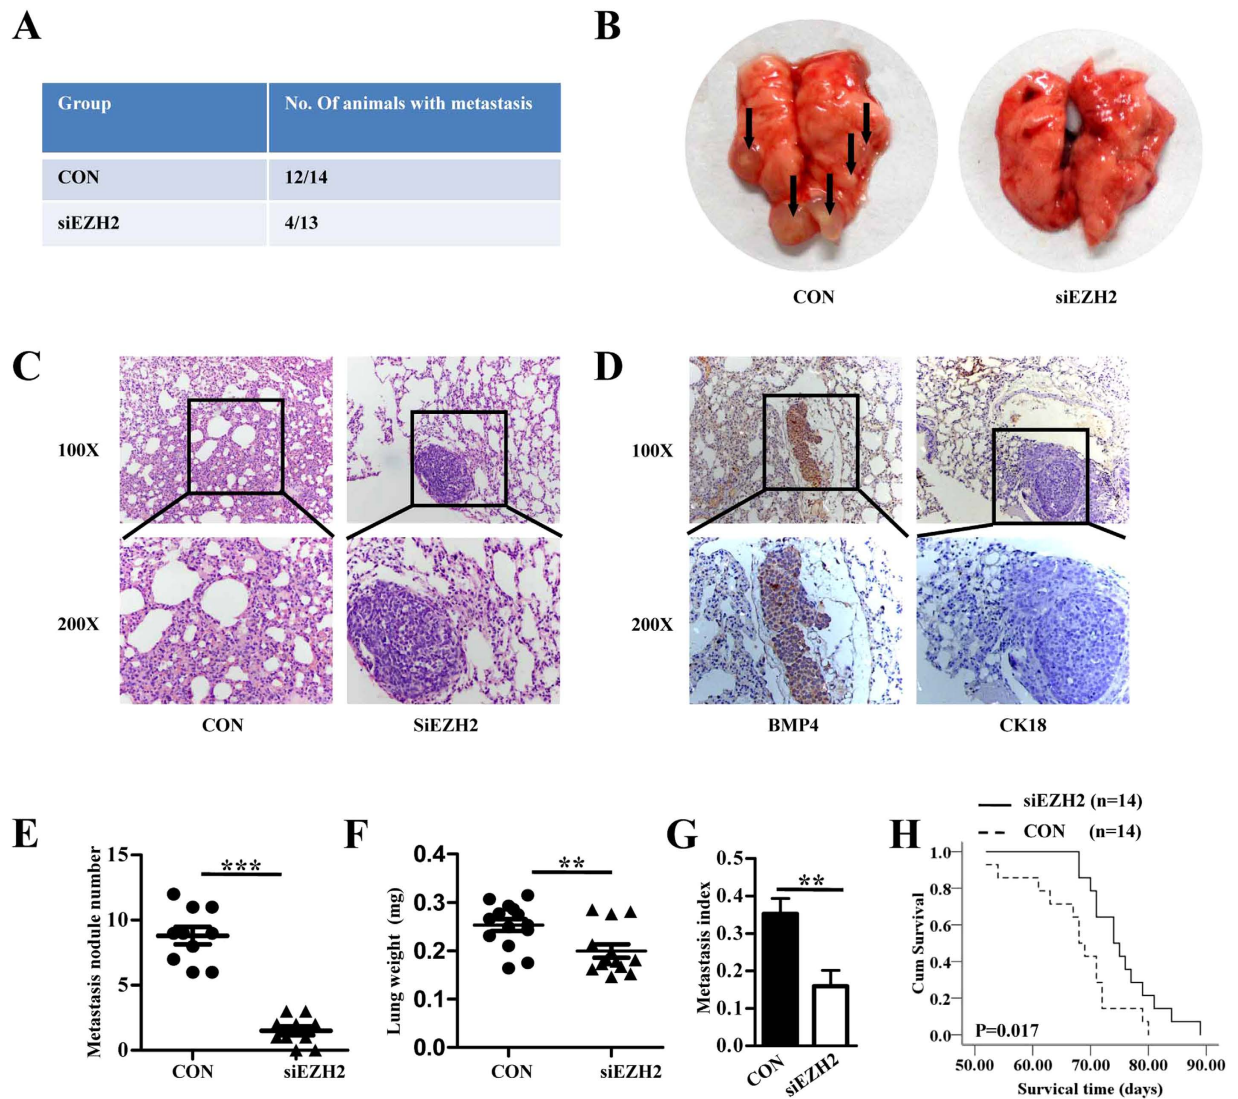 A
Group
No. Of animals with metastasis
CON
12/14
siEZH2
4/13
B
CON
siEZH2
C
100X
200X
CON
SiEZH2
D
100X
200X
BMP4
CK18
E
Metastasis nodule number
15
10
5
0
***
CON
siEZH2
F
Lung weight (mg)
0.4
0.3
0.2
0.1
0.0
**
CON
siEZH2
G
Metastasis index
0.5
0.4
0.3
0.2
0.1
0.0
**
CON
siEZH2
H
siEZH2 (n=14)
CON (n=14)
Cum Survival
1.0
0.8
0.6
0.4
0.2
0.0
P=0.017
50.00 60.00 70.00 80.00 90.00
Survical time (days)